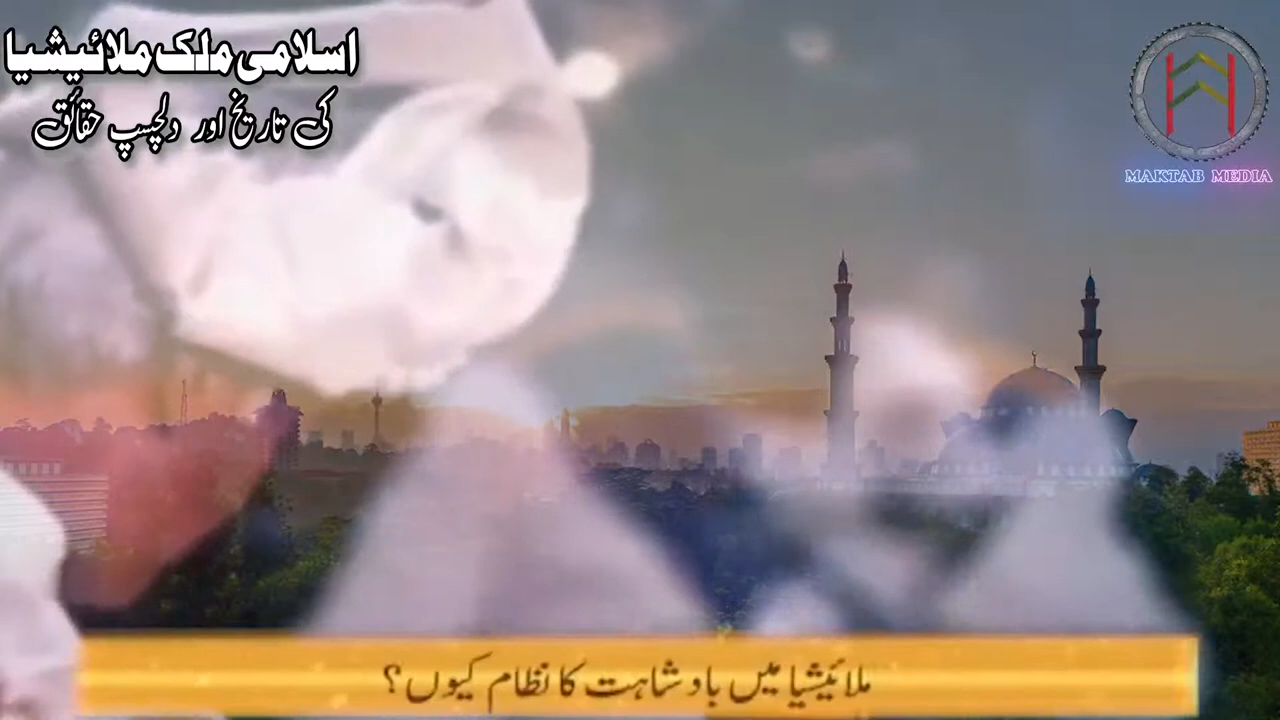 اسلامی ملک ملائیشیا
کی تاریخ اور دلچسپ حقائق
MAKTAB MEDIA
ملائیشیا میں بادشاہت کا نظام کیوں؟